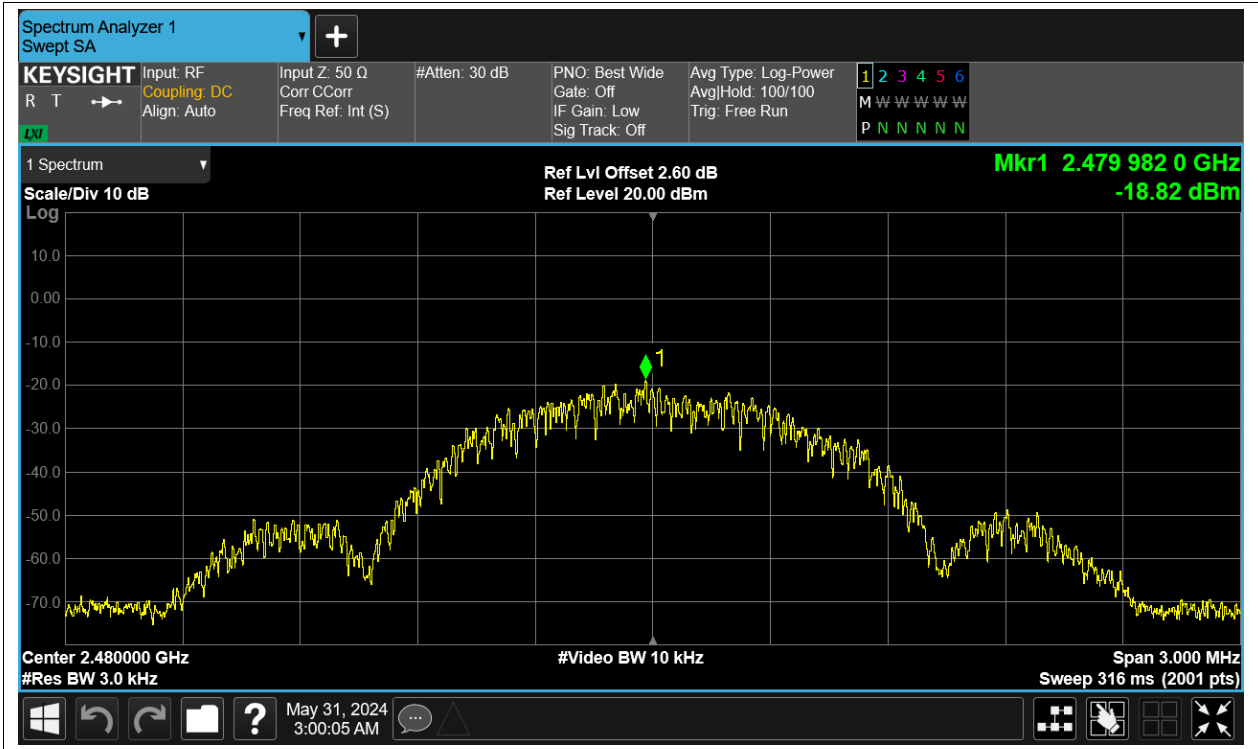 Spectrum Analyzer 1
Swept SA
+
KEYSIGHT
R T
LXI
Input: RF
Coupling: DC
Align: Auto
Input Z: 50 Ω
Corr CCorr
Freq Ref: Int (S)
#Atten: 30 dB
PNO: Best Wide
Gate: Off
IF Gain: Low
Sig Track: Off
Avg Type: Log-Power
Avg|Hold: 100/100
Trig: Free Run
1 2 3 4 5 6
M W W W W W
P N N N N N
1 Spectrum
Scale/Div 10 dB
Ref Lvl Offset 2.60 dB
Ref Level 20.00 dBm
Mkr1 2.479 982 0 GHz
-18.82 dBm
Log
10.0
0.00
-10.0
-20.0
-30.0
-40.0
-50.0
-60.0
-70.0
1
Center 2.480000 GHz
#Res BW 3.0 kHz
#Video BW 10 kHz
Span 3.000 MHz
Sweep 316 ms (2001 pts)
?
May 31, 2024
3:00:05 AM